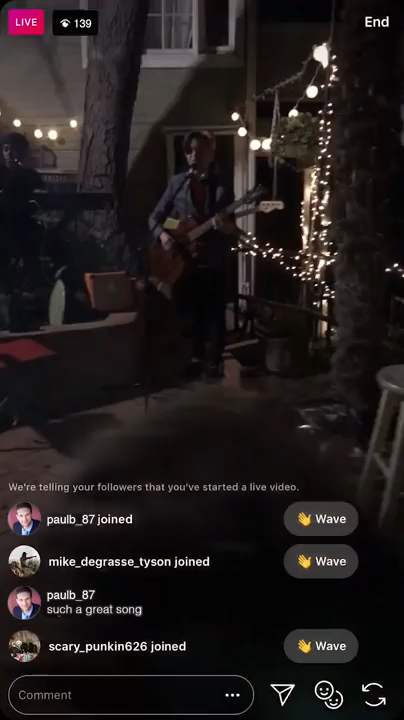 LIVE 139 End
We're telling your followers that you've started a live video.
paulb_87 joined Wave
mike_degrasse_tyson joined Wave
paulb_87
such a great song
scary_punkin626 joined Wave
Comment